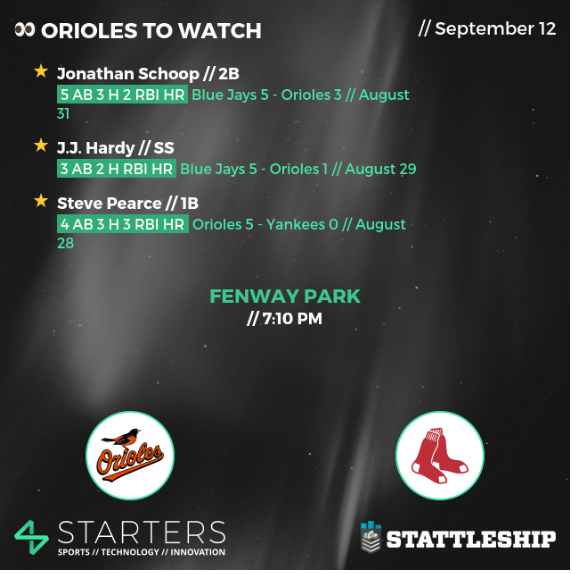 ORIOLES TO WATCH
// September 12
Jonathan Schoop // 2B
5 AB 3 H 2 RBI HR Blue Jays 5 - Orioles 3 // August
31
J.J. Hardy // SS
3 AB 2 H RBI HR Blue Jays 5 - Orioles 1 // August 29
Steve Pearce // 1B
4 AB 3 H 3 RBI HR Orioles 5 - Yankees 0 // August
28
FENWAY PARK
// 7:10 PM
Orioles
STARTERS
SPORTS // TECHNOLOGY // INNOVATION
STATTLESHIP